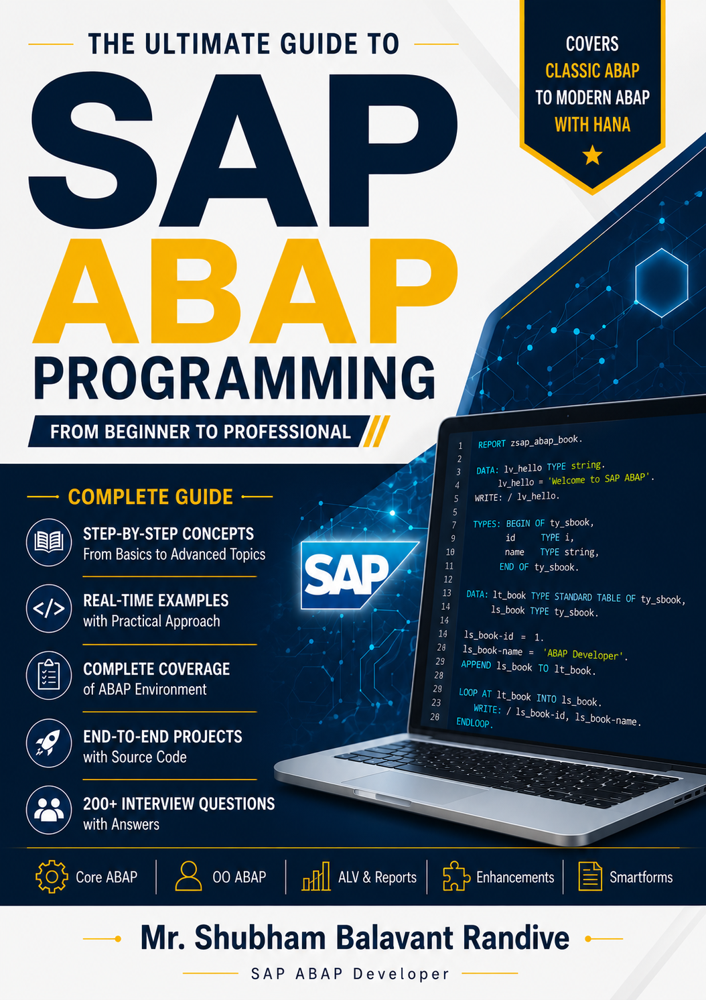 THE ULTIMATE GUIDE TO
SAP
ABAP
PROGRAMMING
FROM BEGINNER TO PROFESSIONAL
COVERS
CLASSIC ABAP
TO MODERN ABAP
WITH HANA
COMPLETE GUIDE
STEP-BY-STEP CONCEPTS
From Basics to Advanced Topics
REAL-TIME EXAMPLES
with Practical Approach
COMPLETE COVERAGE
of ABAP Environment
END-TO-END PROJECTS
with Source Code
200+ INTERVIEW QUESTIONS
with Answers
SAP
1 REPORT zsap_abap_book.
2
3 DATA: lv_hello TYPE string.
4 lv_hello = 'Welcome to SAP ABAP'.
5 WRITE: / lv_hello.
5
7 TYPES: BEGIN OF ty_sbook,
9 id TYPE i,
10 name TYPE string,
11 END OF ty_sbook.
12
13 DATA: lt_book TYPE STANDARD TABLE OF ty_sbook,
14 ls_book TYPE ty_sbook.
14
16 ls_book-id = 1.
20 ls_book-name = 'ABAP Developer'.
29 APPEND ls_book TO lt_book.
28
29 LOOP AT lt_book INTO ls_book.
23 WRITE: / ls_book-id, ls_book-name.
20 ENDLOOP.
Core ABAP
OO ABAP
ALV & Reports
Enhancements
Smartforms
Mr. Shubham Balavant Randive
SAP ABAP Developer